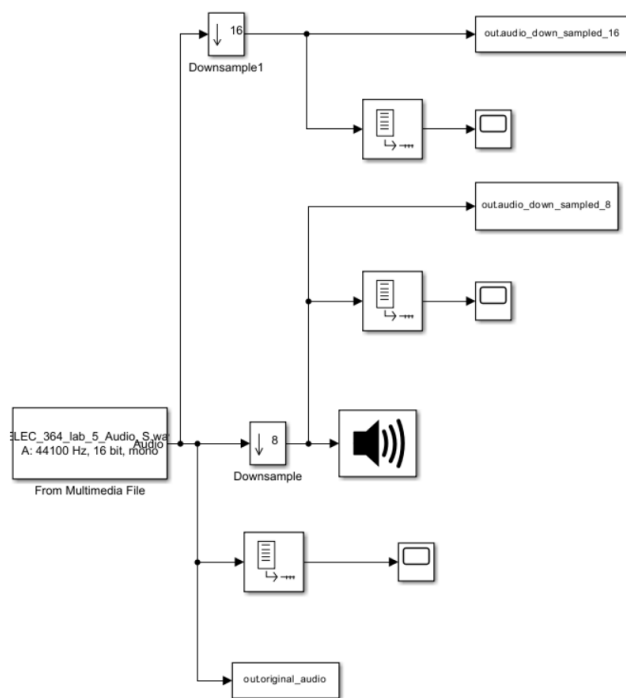 16
Downsample1
out.audio_down_sampled_16
out.audio_down_sampled_8
ELEC_364_lab_5_Audio_S.wa
Audio
A: 44100 Hz, 16 bit, mono
From Multimedia File
8
Downsample
out.original_audio